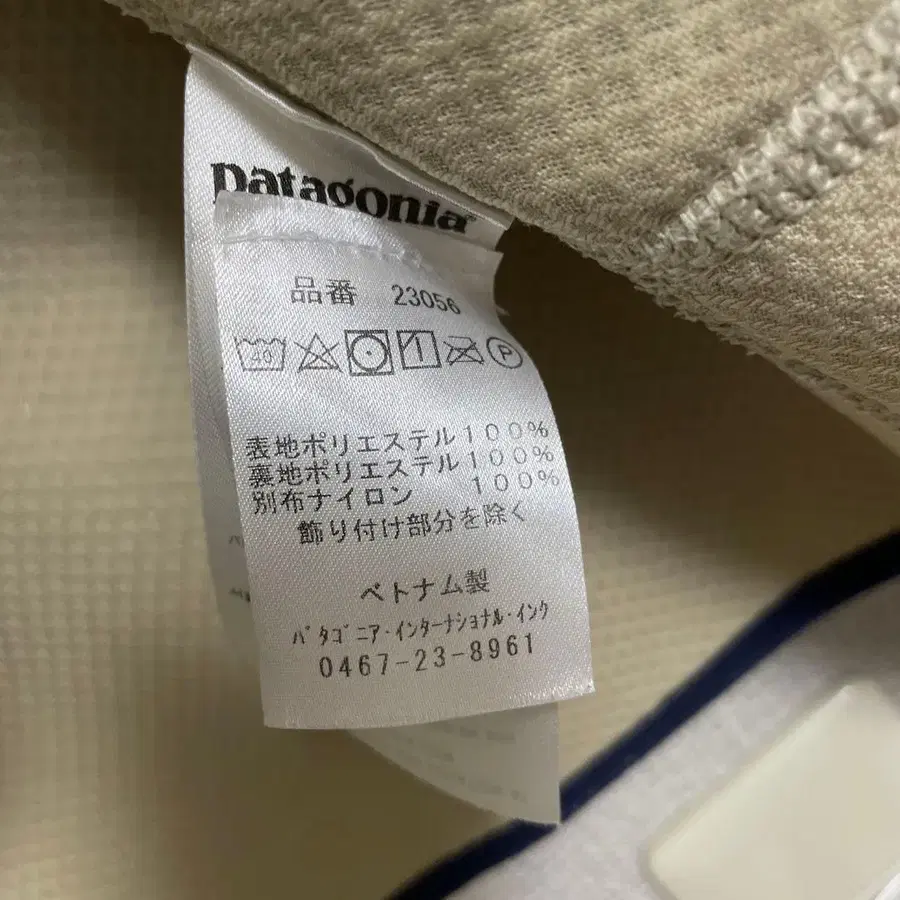 patagonia®
品番 23056
40 P
表地ポリエステル100%
裏地ポリエステル100%
別布ナイロン 100%
飾り付け部分を除く
ベトナム製
パタゴニア・インターナショナル・インク
0467-23-8961